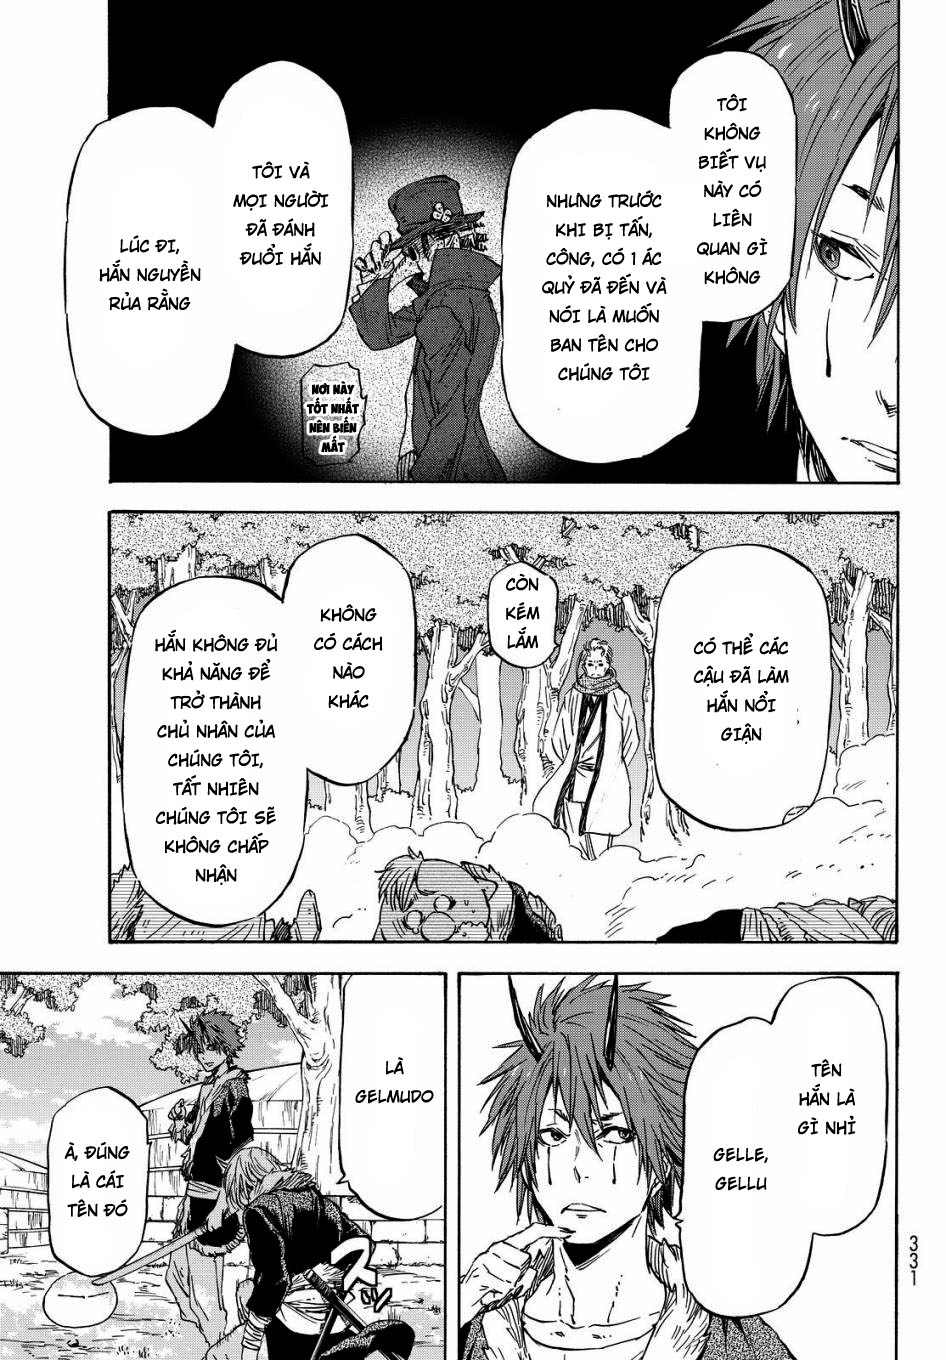 TÔI
KHÔNG
BIẾT VỤ
NÀY CÓ
LIÊN
QUAN GÌ
KHÔNG
NHƯNG TRƯỚC
KHI BỊ TẤN,
CÔNG, CÓ 1 ÁC
QUỶ ĐÃ ĐẾN VÀ
NÓI LÀ MUỐN
BAN TÊN CHO
CHÚNG TÔI
TÔI VÀ
MỌI NGƯỜI
ĐÃ ĐÁNH
ĐUỔI HẮN
LÚC ĐI,
HẮN NGUYỀN
RỦA RẰNG
NƠI NÀY
TỐT NHẤT
NÊN BIẾN
MẤT
CÓ THỂ CÁC
CẬU ĐÃ LÀM
HẮN NỔI
GIẬN
CÒN
KÉM
LẮM
KHÔNG
CÓ CÁCH
NÀO
KHÁC
HẮN KHÔNG ĐỦ
KHẢ NĂNG ĐỂ
TRỞ THÀNH
CHỦ NHÂN CỦA
CHÚNG TÔI,
TẤT NHIÊN
CHÚNG TÔI SẼ
KHÔNG CHẤP
NHẬN
TÊN
HẮN LÀ
GÌ NHỈ
GELLE,
GELLU
LÀ
GELMUDO
À, ĐÚNG
LÀ CÁI
TÊN ĐÓ
331